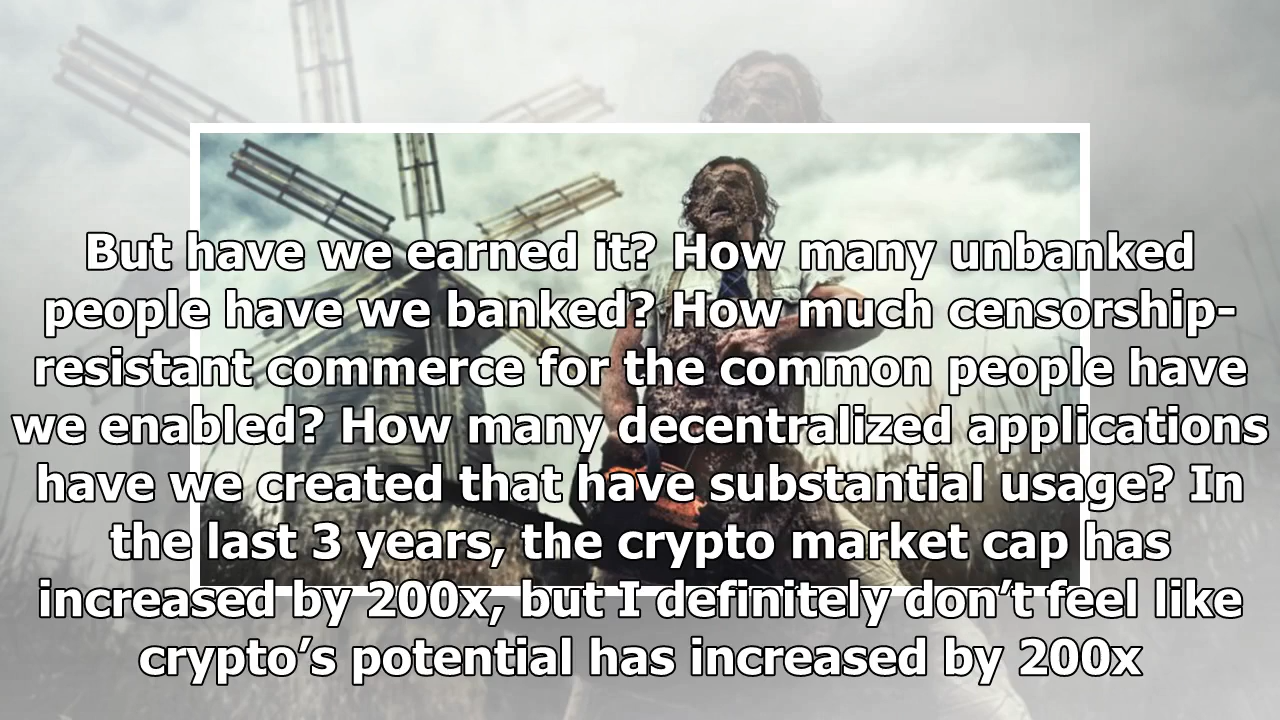 But have we earned it? How many unbanked
people have we banked? How much censorship-
resistant commerce for the common people have
we enabled? How many decentralized applications
have we created that have substantial usage? In
the last 3 years, the crypto market cap has
increased by 200x, but I definitely don’t feel like
crypto’s potential has increased by 200x